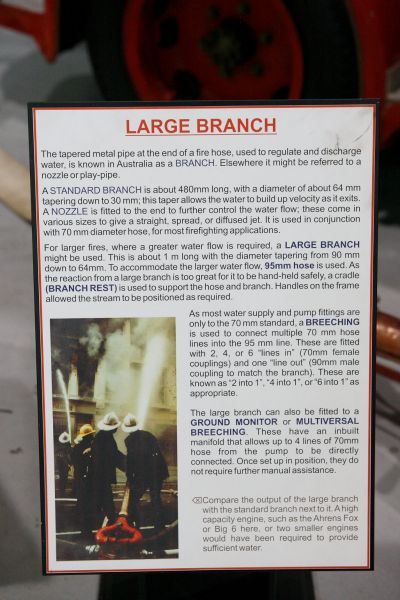 LARGE BRANCH
The tapered metal pipe at the end of a fire hose, used to regulate and discharge
water, is known in Australia as a BRANCH. Elsewhere it might be referred to a
nozzle or play-pipe.
A STANDARD BRANCH is about 480mm long, with a diameter of about 64 mm
tapering down to 30 mm; this taper allows the water to build up velocity as it exits.
A NOZZLE is fitted to the end to further control the water flow; these come in
various sizes to give a straight, spread, or diffused jet. It is used in conjunction
with 70 mm diameter hose, for most firefighting applications.
For larger fires, where a greater water flow is required, a LARGE BRANCH
might be used. This is about 1 m long with the diameter tapering from 90 mm
down to 64mm. To accommodate the larger water flow, 95mm hose is used. As
the reaction from a large branch is too great for it to be hand-held safely, a cradle
(BRANCH REST) is used to support the hose and branch. Handles on the frame
allowed the stream to be positioned as required.
As most water supply and pump fittings are
only to the 70 mm standard, a BREECHING
is used to connect multiple 70 mm hose
lines into the 95 mm line. These are fitted
with 2, 4, or 6 “lines in” (70mm female
couplings) and one “line out” (90mm male
coupling to match the branch). These are
known as “2 into 1”, “4 into 1”, or “6 into 1” as
appropriate.
The large branch can also be fitted to a
GROUND MONITOR or MULTIVERSAL
BREECHING. These have an inbuilt
manifold that allows up to 4 lines of 70mm
hose from the pump to be directly
connected. Once set up in position, they do
not require further manual assistance.
⌫Compare the output of the large branch
with the standard branch next to it. A high
capacity engine, such as the Ahrens Fox
or Big 6 here, or two smaller engines
would have been required to provide
sufficient water.